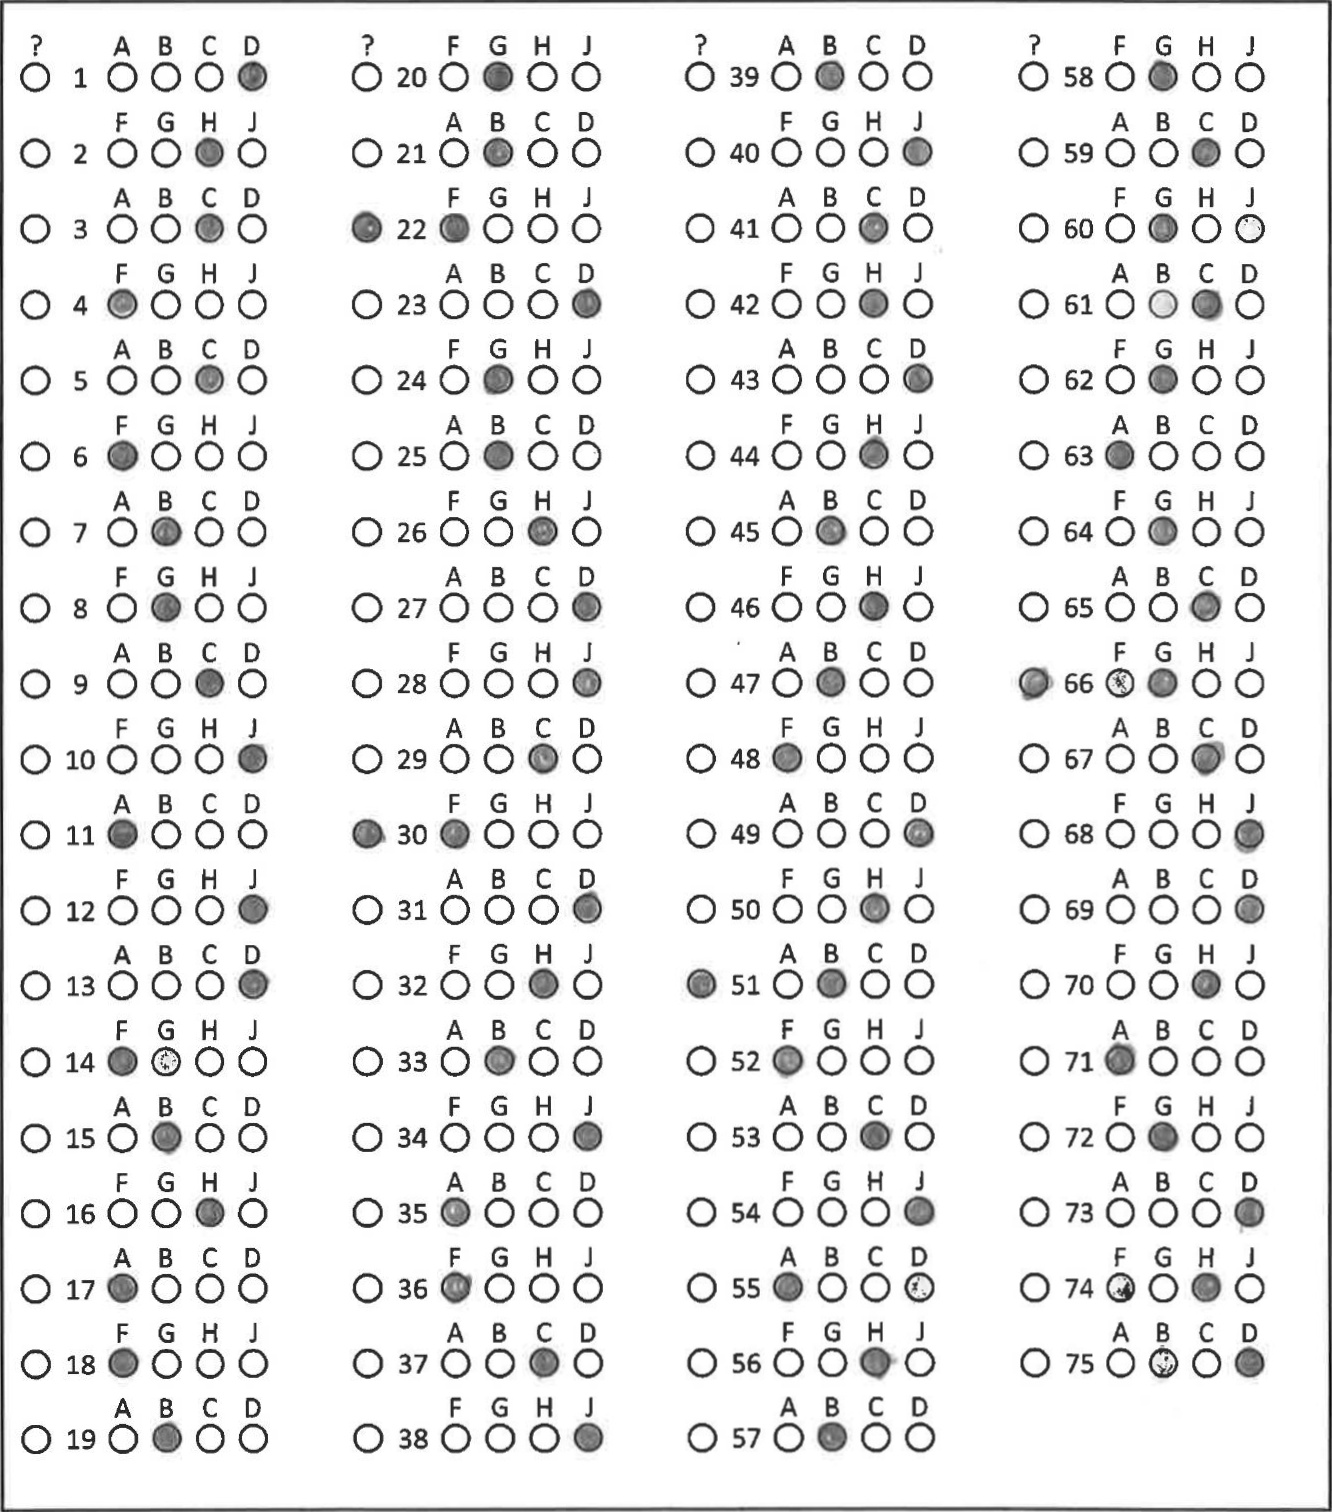 ? A B C D
1
F G H J
2
A B C D
3
F G H J
4
A B C D
5
F G H J
6
A B C D
7
F G H J
8
A B C D
9
F G H J
10
A B C D
11
F G H J
12
A B C D
13
F G H J
14
A B C D
15
F G H J
16
A B C D
17
F G H J
18
A B C D
19
? F G H J
20
A B C D
21
F G H J
22
A B C D
23
F G H J
24
A B C D
25
F G H J
26
A B C D
27
F G H J
28
A B C D
29
F G H J
30
A B C D
31
F G H J
32
A B C D
33
F G H J
34
A B C D
35
F G H J
36
A B C D
37
F G H J
38
? A B C D
39
F G H J
40
A B C D
41
F G H J
42
A B C D
43
F G H J
44
A B C D
45
F G H J
46
A B C D
47
F G H J
48
A B C D
49
F G H J
50
A B C D
51
F G H J
52
A B C D
53
F G H J
54
A B C D
55
F G H J
56
A B C D
57
? F G H J
58
A B C D
59
F G H J
60
A B C D
61
F G H J
62
A B C D
63
F G H J
64
A B C D
65
F G H J
66
A B C D
67
F G H J
68
A B C D
69
F G H J
70
A B C D
71
F G H J
72
A B C D
73
F G H J
74
A B C D
75